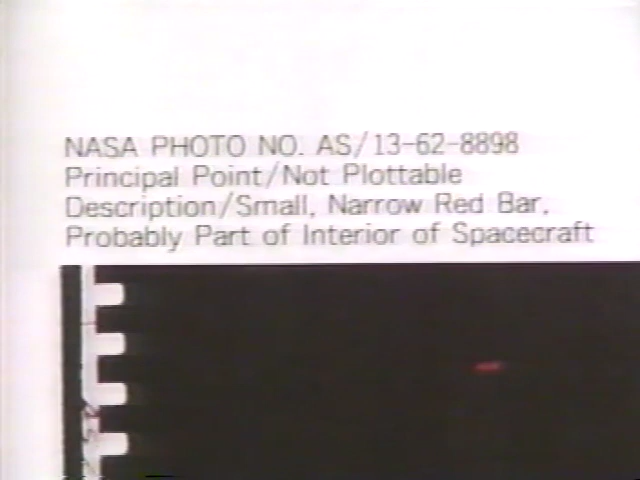 NASA PHOTO NO. AS/13-62-8898
Principal Point/Not Plottable
Description/Small, Narrow Red Bar,
Probably Part of Interior of Spacecraft